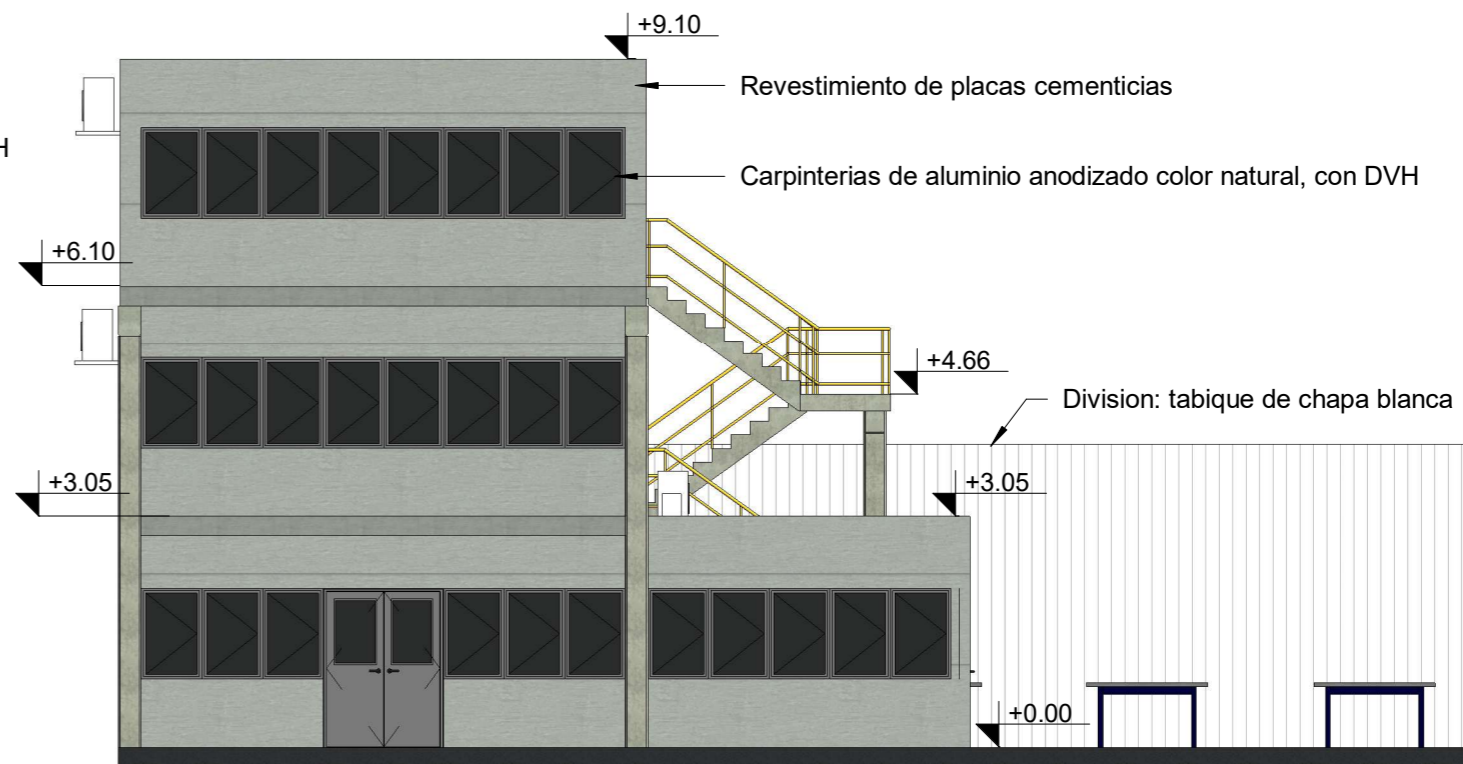 +9.10
Revestimiento de placas cementicias
H
Carpinterias de aluminio anodizado color natural, con DVH
+6.10
+4.66
Division: tabique de chapa blanca
+3.05
+3.05
+0.00